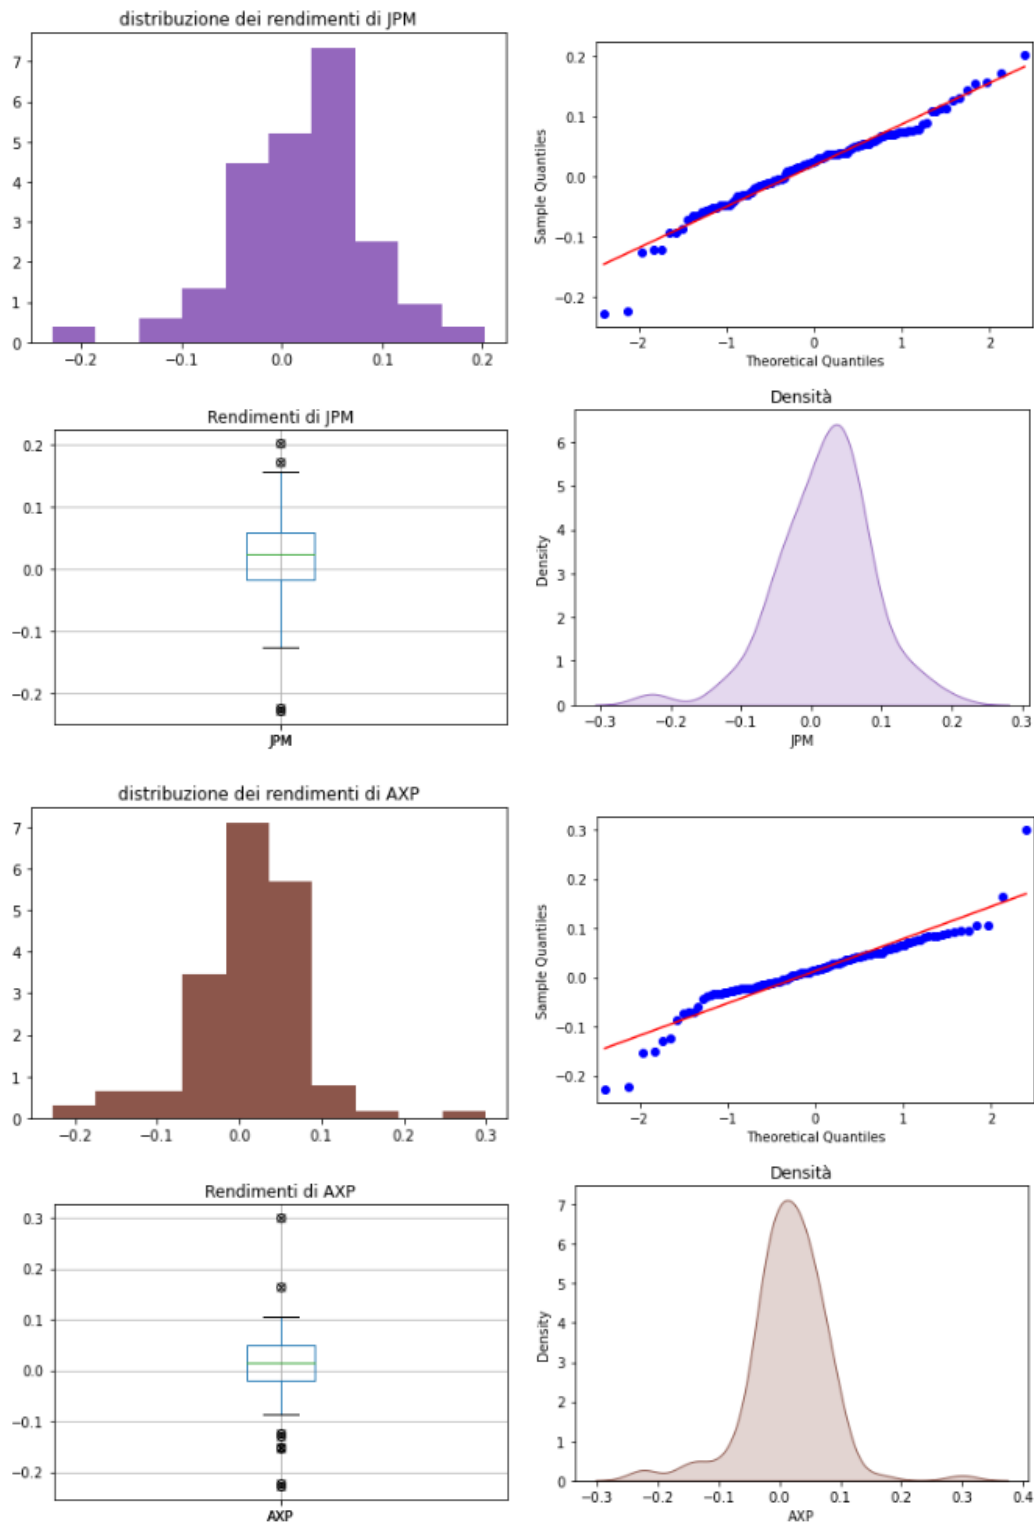 distribuzione dei rendimenti di JPM
7
6
5
4
3
2
1
0
−0.2 −0.1 0.0 0.1 0.2
0.2
0.1
0.0
−0.1
−0.2
Sample Quantiles
−2 −1 0 1 2
Theoretical Quantiles
Rendimenti di JPM
0.2
0.1
0.0
−0.1
−0.2
JPM
Densità
6
5
4
3
2
1
0
Density
−0.3 −0.2 −0.1 0.0 0.1 0.2 0.3
JPM
distribuzione dei rendimenti di AXP
7
6
5
4
3
2
1
0
−0.2 −0.1 0.0 0.1 0.2 0.3
0.3
0.2
0.1
0.0
−0.1
−0.2
Sample Quantiles
−2 −1 0 1 2
Theoretical Quantiles
Rendimenti di AXP
0.3
0.2
0.1
0.0
−0.1
−0.2
AXP
Densità
7
6
5
4
3
2
1
0
Density
−0.3 −0.2 −0.1 0.0 0.1 0.2 0.3 0.4
AXP